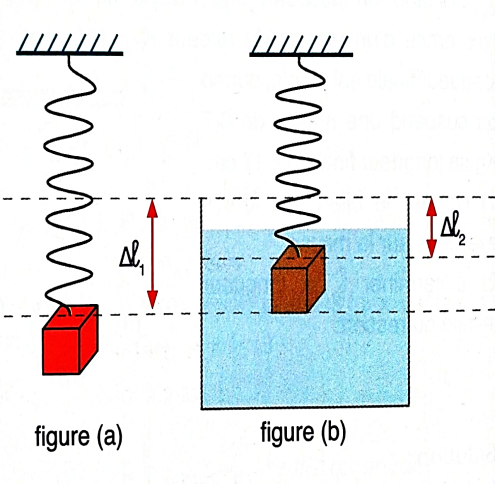 Δℓ₁
Δℓ₂
figure (a)
figure (b)